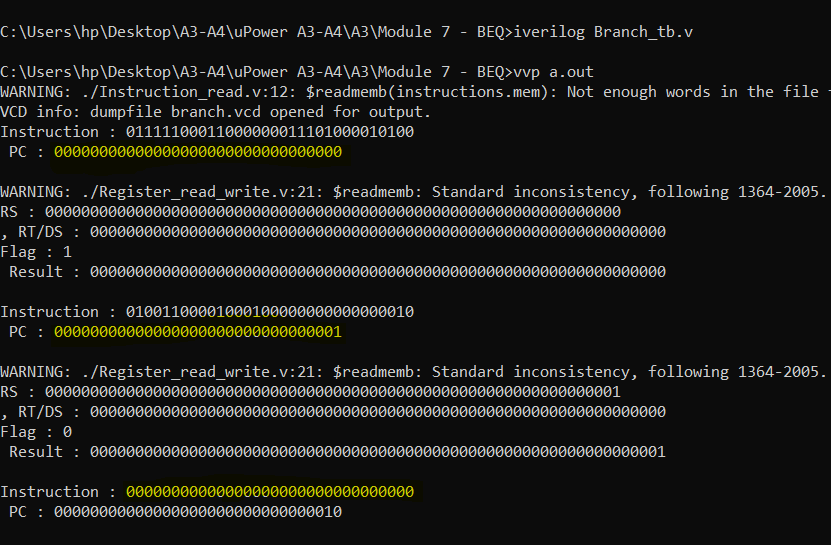 C:\Users\hp\Desktop\A3-A4\uPower A3-A4\A3\Module 7 - BEQ>iverilog Branch_tb.v
C:\Users\hp\Desktop\A3-A4\uPower A3-A4\A3\Module 7 - BEQ>vvp a.out
WARNING: ./Instruction_read.v:12: $readmemb(instructions.mem): Not enough words in the file
VCD info: dumpfile branch.vcd opened for output.
Instruction : 01111100011000000011101000010100
PC : 00000000000000000000000000000000
WARNING: ./Register_read_write.v:21: $readmemb: Standard inconsistency, following 1364-2005.
RS : 0000000000000000000000000000000000000000000000000000000000000000
, RT/DS : 0000000000000000000000000000000000000000000000000000000000000000
Flag : 1
Result : 0000000000000000000000000000000000000000000000000000000000000000
Instruction : 01001100001000100000000000000010
PC : 00000000000000000000000000000001
WARNING: ./Register_read_write.v:21: $readmemb: Standard inconsistency, following 1364-2005.
RS : 0000000000000000000000000000000000000000000000000000000000000001
, RT/DS : 0000000000000000000000000000000000000000000000000000000000000000
Flag : 0
Result : 0000000000000000000000000000000000000000000000000000000000000001
Instruction : 00000000000000000000000000000000
PC : 00000000000000000000000000000010